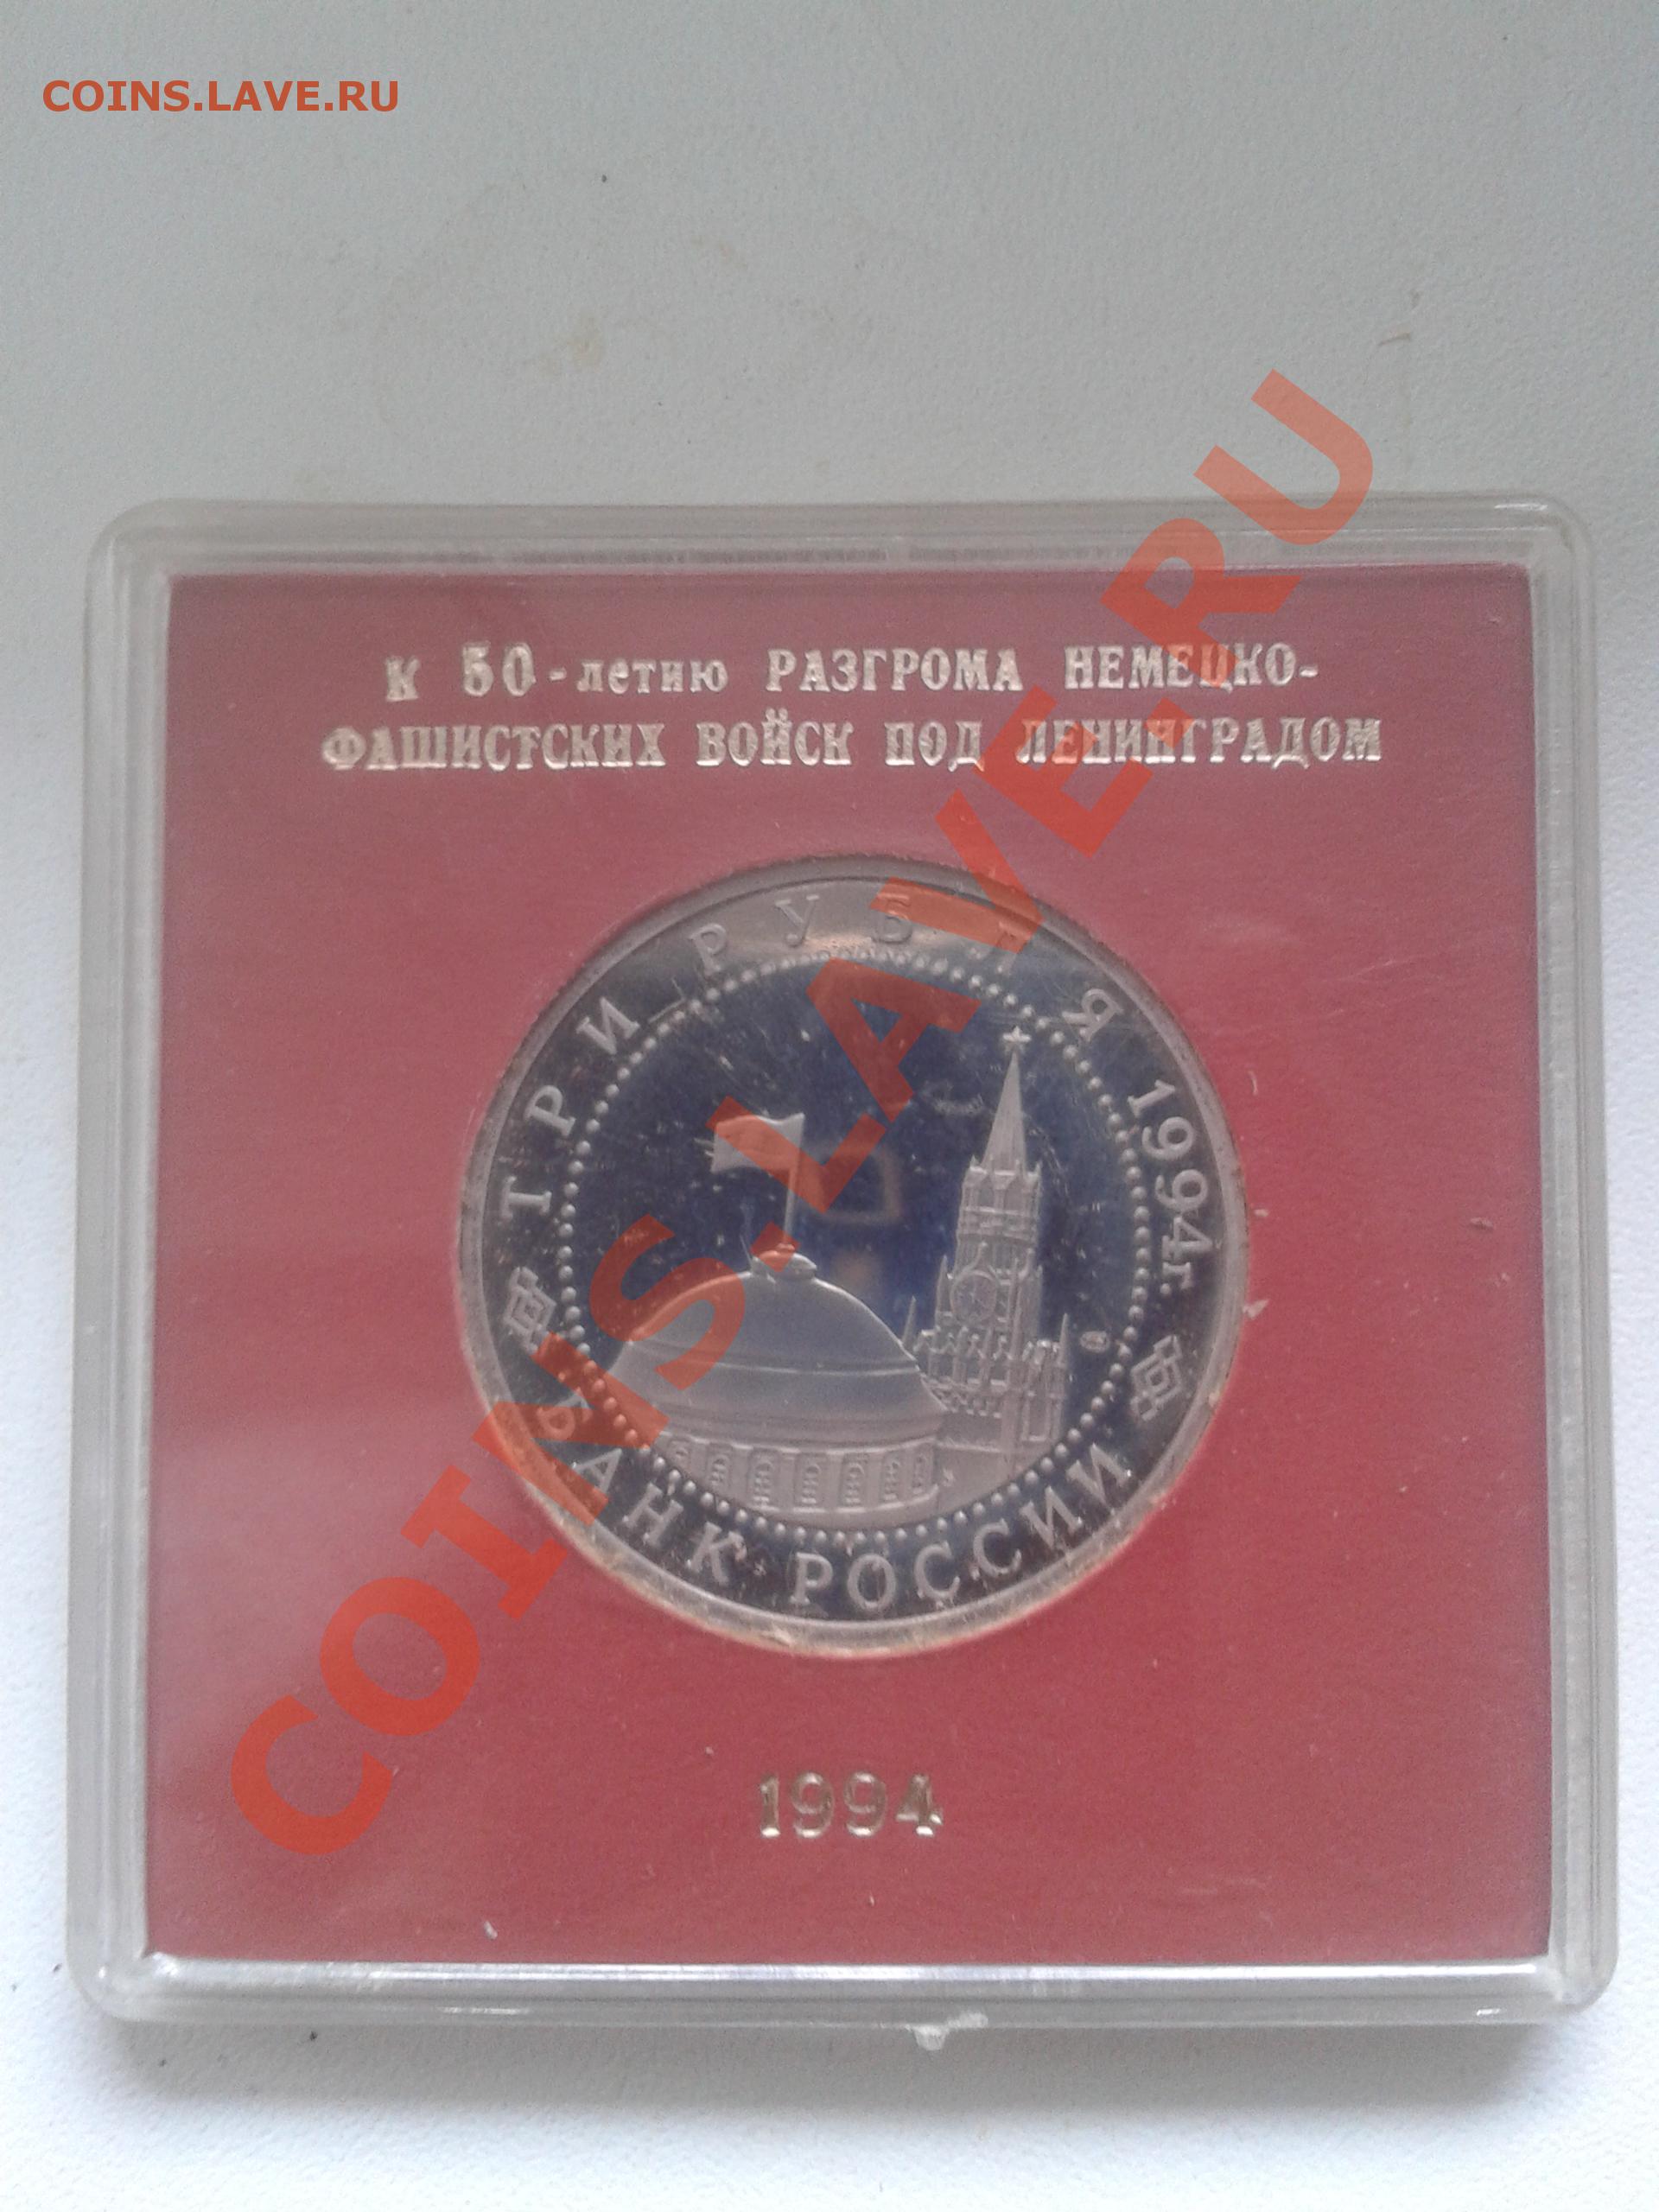 COINS.LAVE.RU
К 50-летию РАЗГРОМА НЕМЕЦКО-
ФАШИСТСКИХ ВОЙСК ПОД ЛЕНИНГРАДОМ
ТРИ РУБЛЯ 1994г.
БАНК РОССИИ
1994
COINS.LAVE.RU